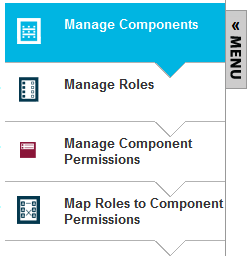 Manage Components
Manage Roles
Manage Component
Permissions
Map Roles to Component
Permissions
« MENU